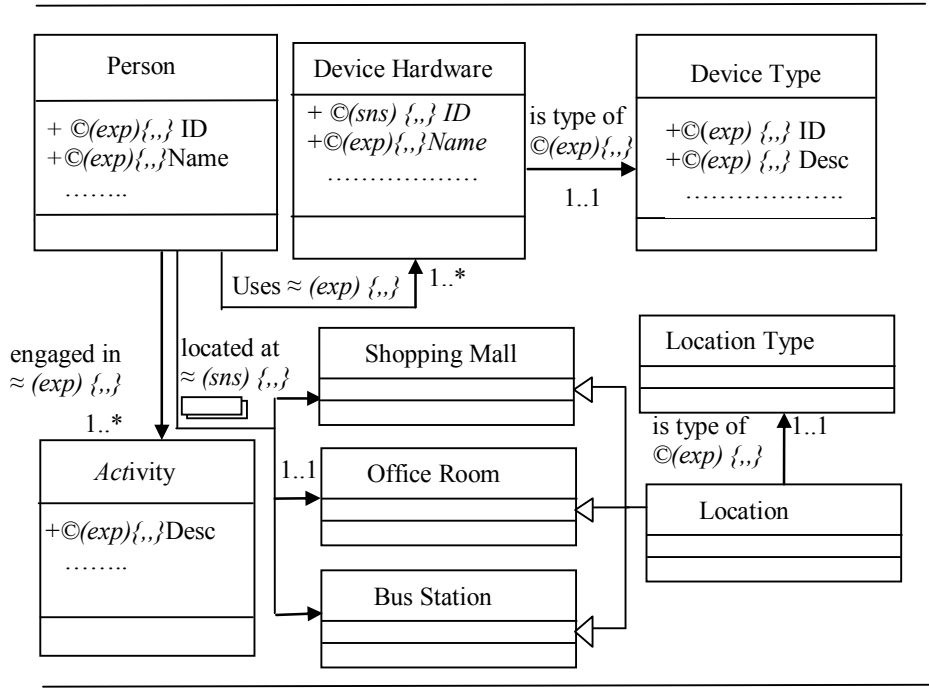 Person
+ ©(exp){,,} ID
+©(exp){,,}Name
........
Device Hardware
+ ©(sns) {,,} ID
+©(exp){,,}Name
..................
is type of
©(exp){,,}
1..1
Device Type
+©(exp) {,,} ID
+©(exp) {,,} Desc
...................
Uses ≈ (exp) {,,}
1..*
engaged in
≈ (exp) {,,}
1..*
located at
≈ (sns) {,,}
1..1
Shopping Mall
Office Room
Bus Station
Location Type
is type of
©(exp) {,,}
1..1
Location
Activity
+©(exp){,,}Desc
........